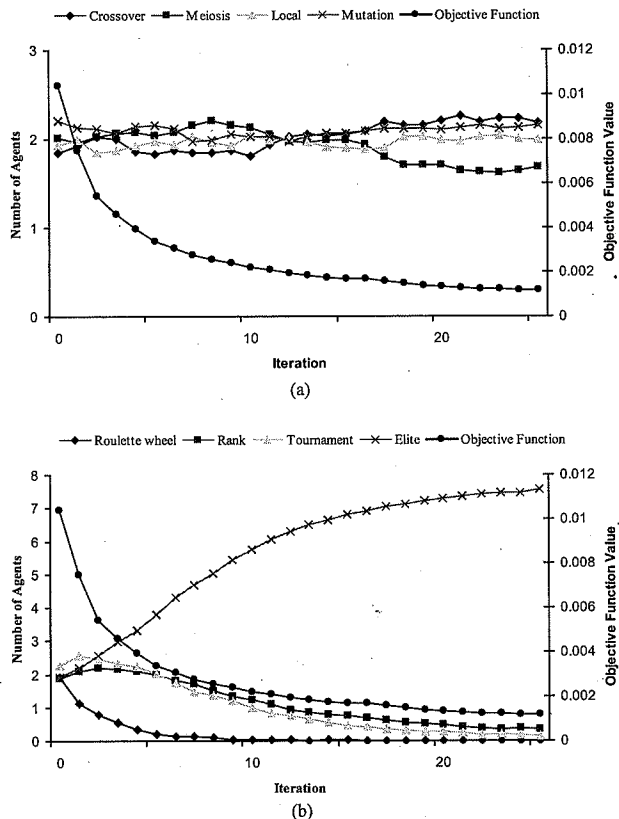 Crossover Meiosis Local Mutation Objective Function
3
2
1
0
0.012
0.01
0.008
0.006
0.004
0.002
0
Number of Agents
Objective Function Value
0 10 20
Iteration
(a)
Roulette wheel Rank Tournament Elite Objective Function
8
7
6
5
4
3
2
1
0
0.012
0.01
0.008
0.006
0.004
0.002
0
Number of Agents
Objective Function Value
0 10 20
Iteration
(b)